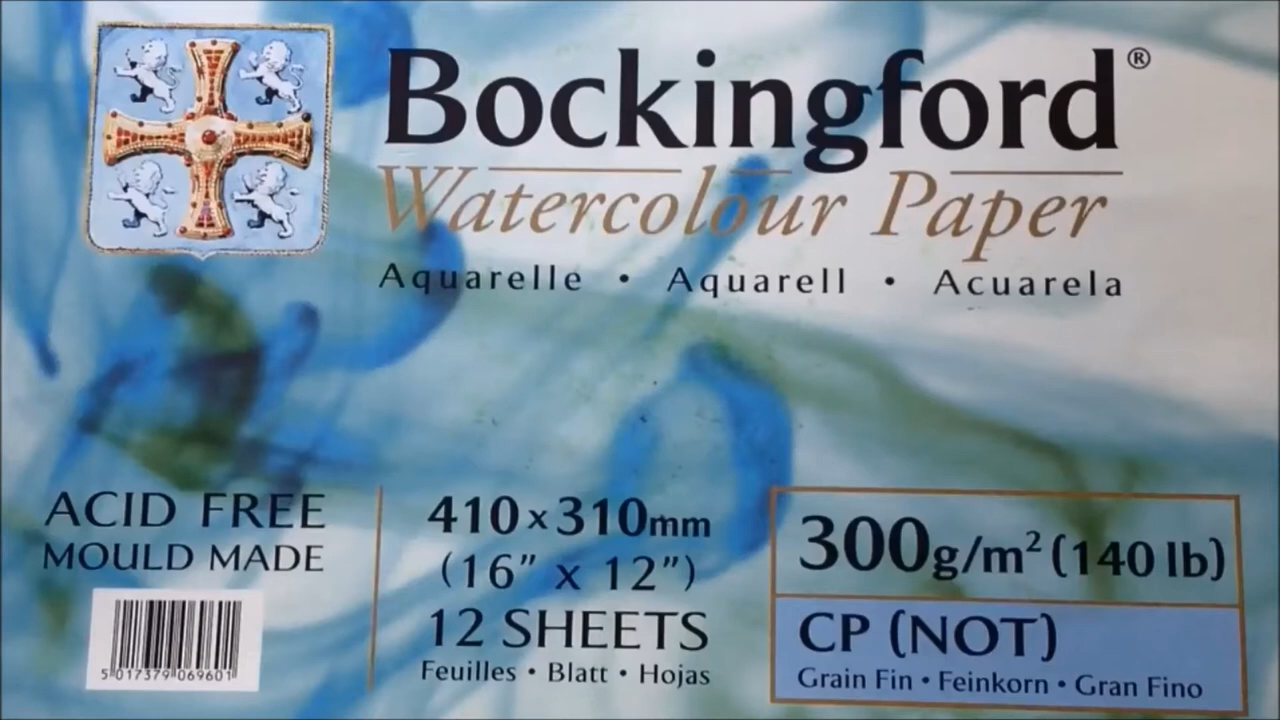 Bockingford®
Watercolour Paper
Aquarelle • Aquarell • Acuarela
ACID FREE
MOULD MADE
5 017379 069601
410 x 310mm
(16” x 12”)
12 SHEETS
Feuilles • Blatt • Hojas
300g/m² (140 lb)
CP (NOT)
Grain Fin • Feinkorn • Gran Fino